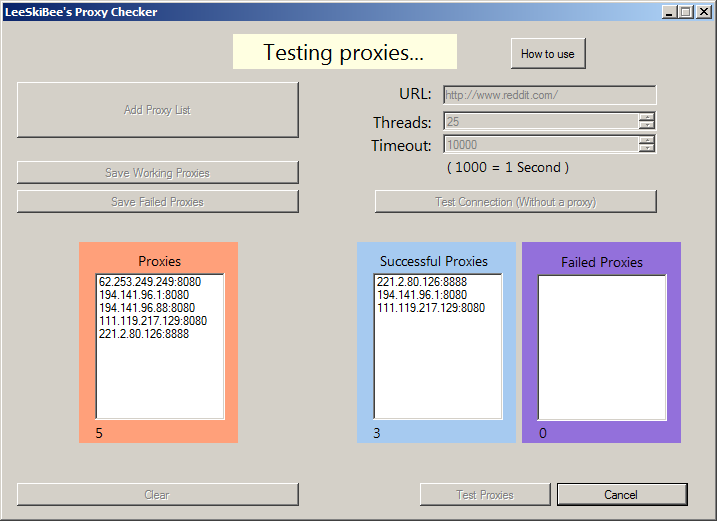 LeeSkiBee's Proxy Checker
Testing proxies...
How to use
Add Proxy List
URL:
http://www.reddit.com/
Threads:
25
Timeout:
10000
( 1000 = 1 Second )
Save Working Proxies
Save Failed Proxies
Test Connection (Without a proxy)
Proxies
62.253.249.249:8080
194.141.96.1:8080
194.141.96.88:8080
111.119.217.129:8080
221.2.80.126:8888
5
Successful Proxies
221.2.80.126:8888
194.141.96.1:8080
111.119.217.129:8080
3
Failed Proxies
0
Clear
Test Proxies
Cancel